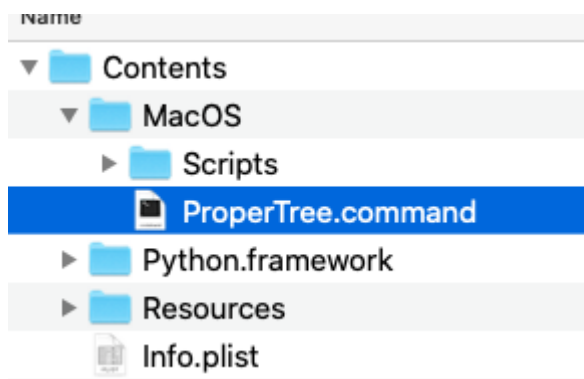 Name
Contents
MacOS
Scripts
ProperTree.command
Python.framework
Resources
Info.plist